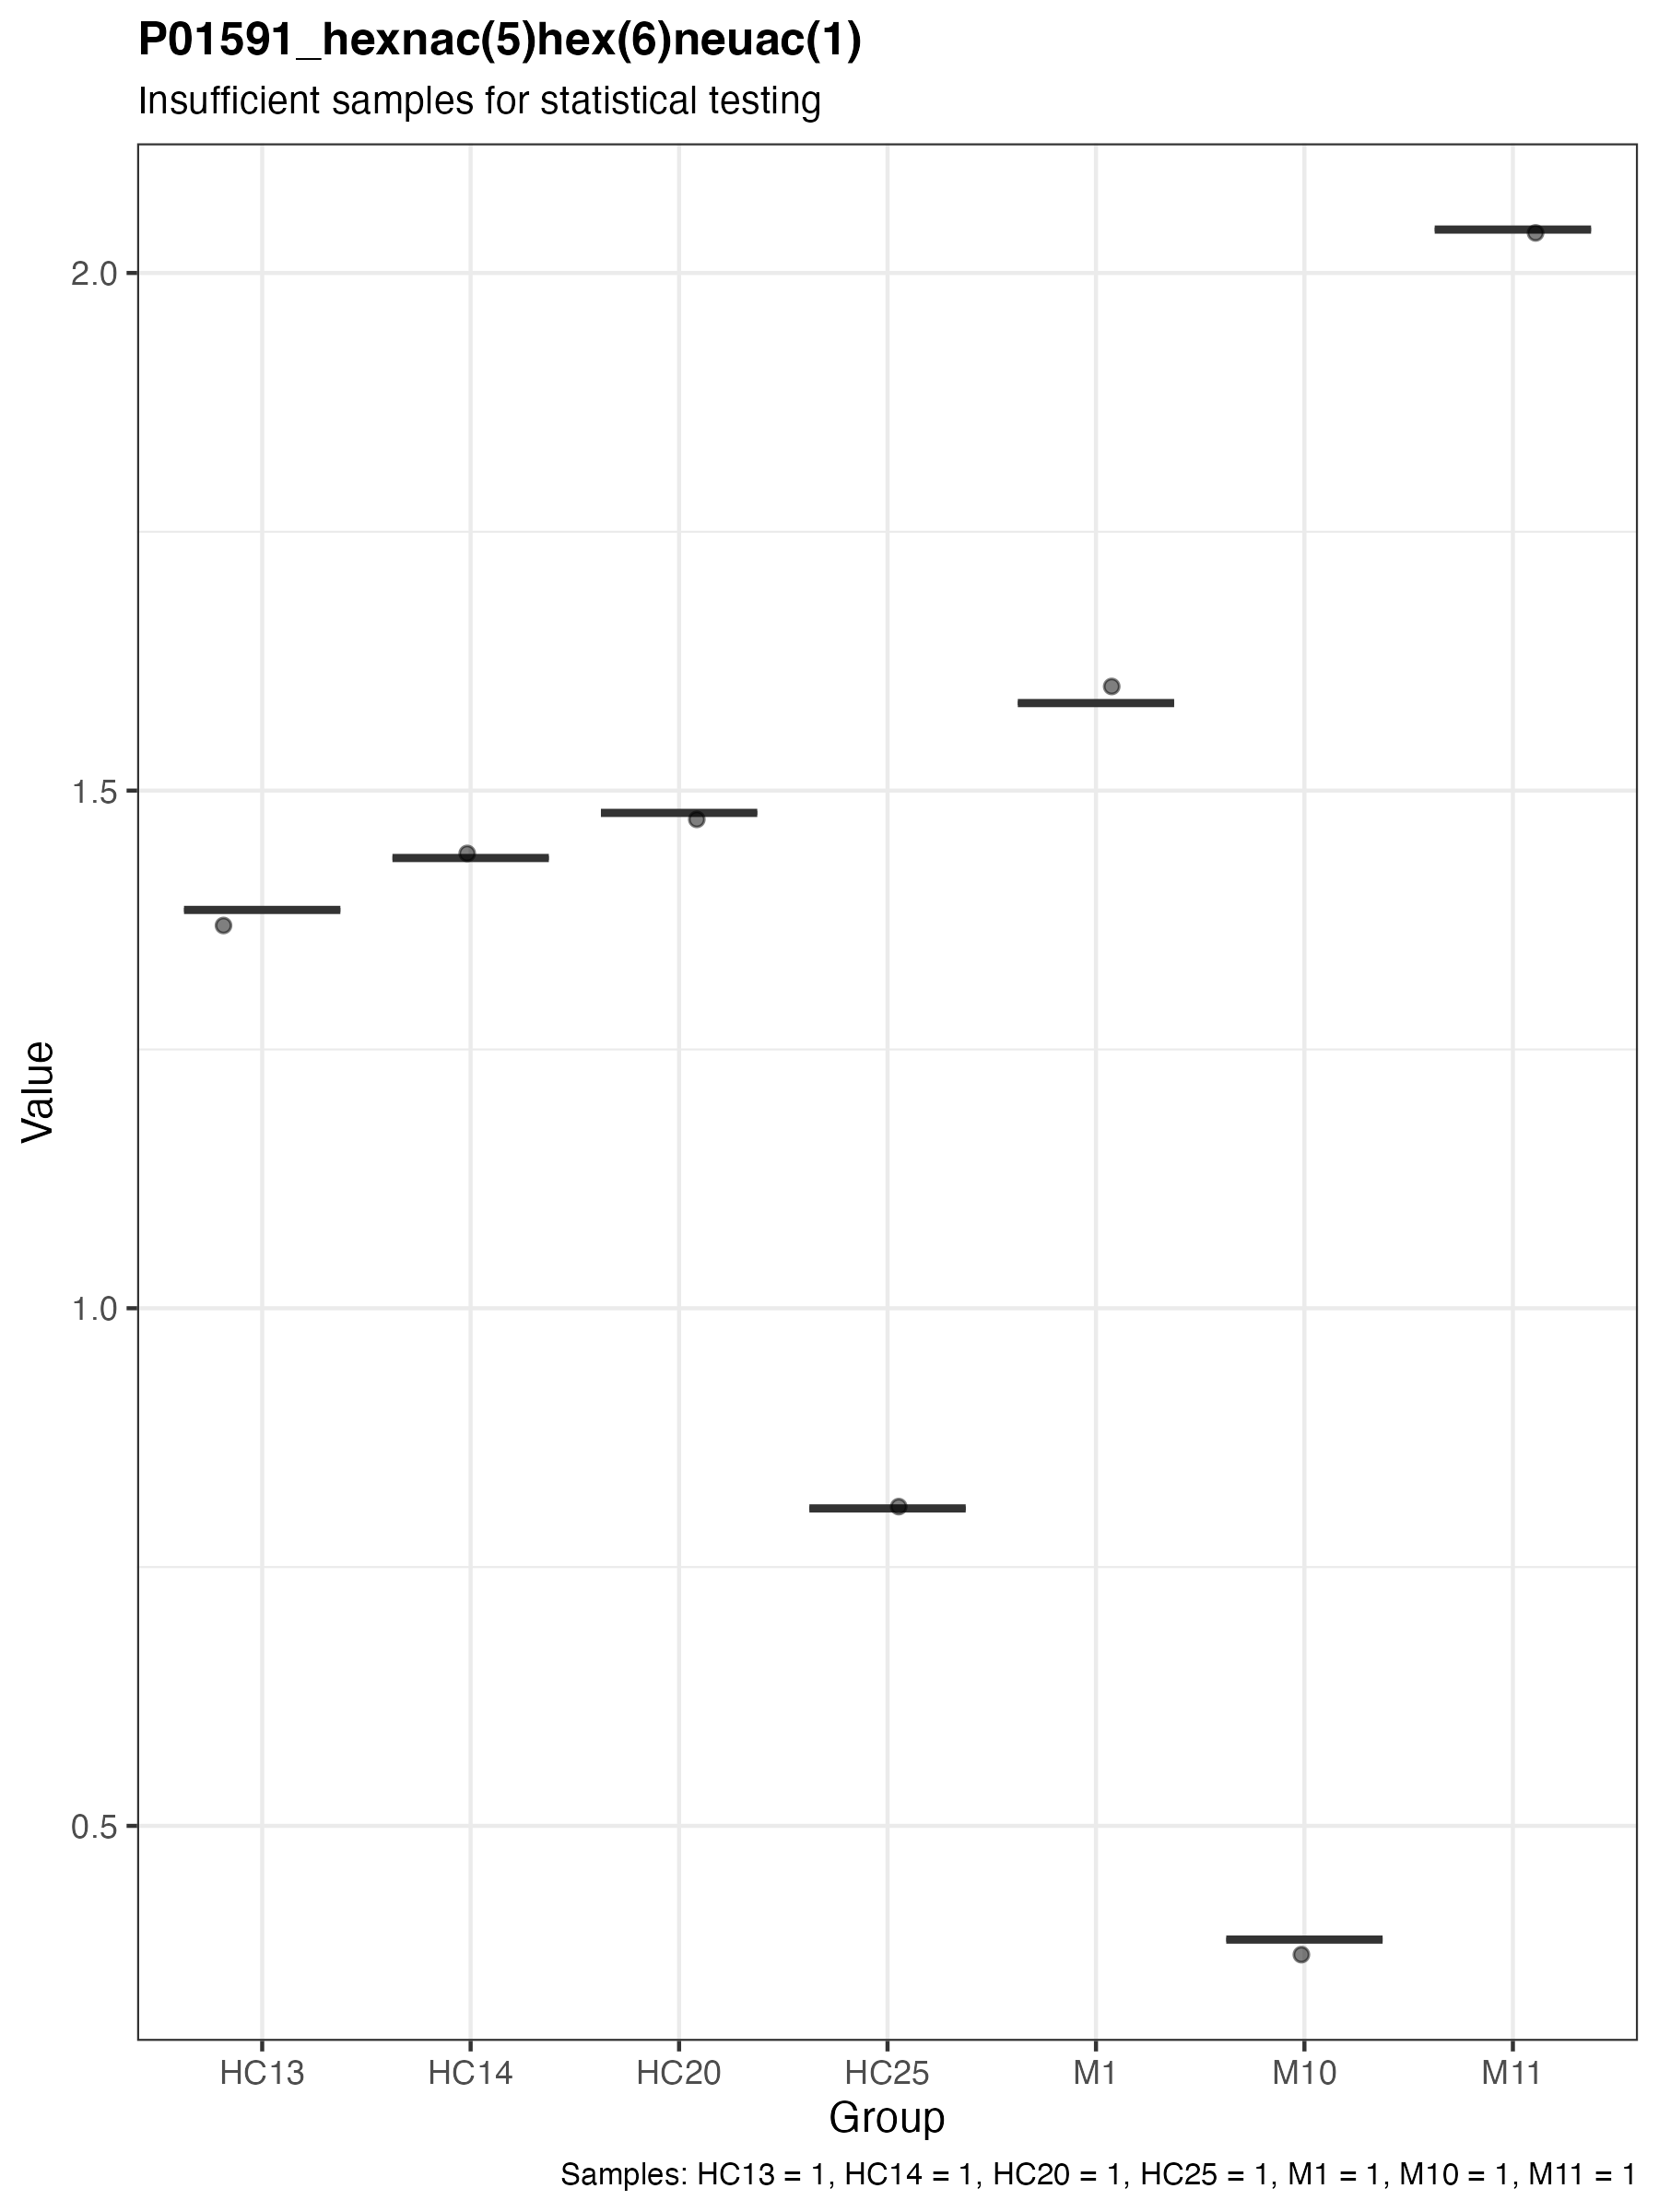 P01591_hexnac(5)hex(6)neuac(1)
Insufficient samples for statistical testing
2.0
1.5
1.0
0.5
Value
HC13 HC14 HC20 HC25 M1 M10 M11
Group
Samples: HC13 = 1, HC14 = 1, HC20 = 1, HC25 = 1, M1 = 1, M10 = 1, M11 = 1